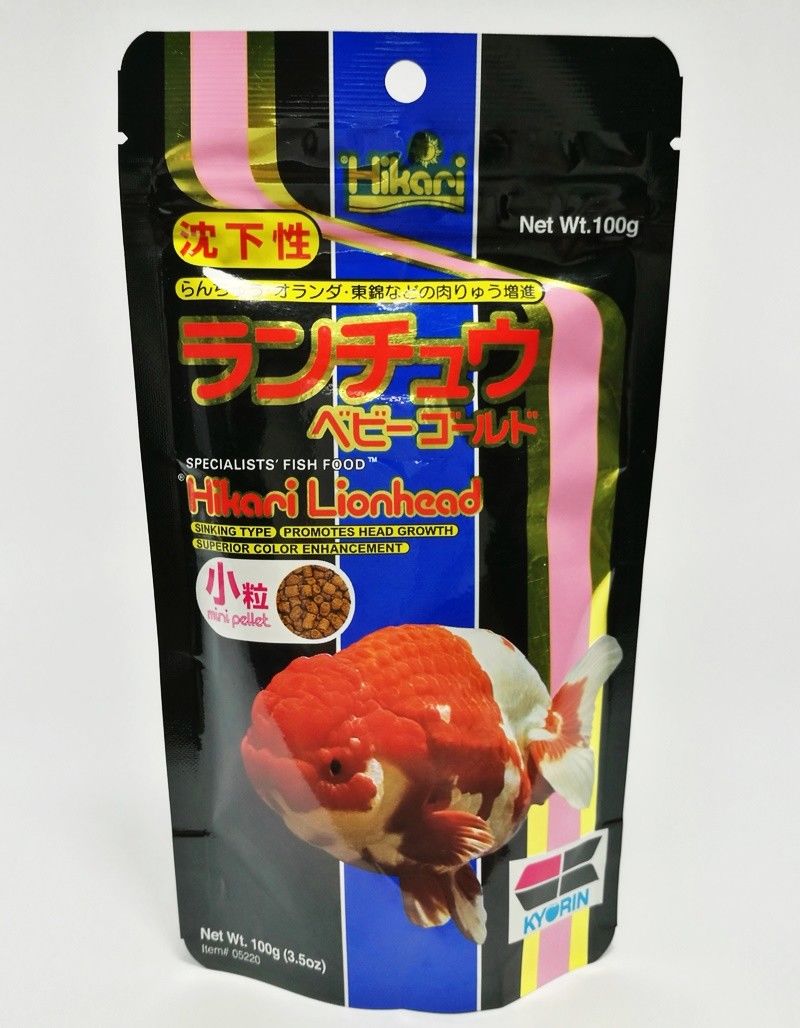 Hikari
Net Wt.100g
沈下性
らんちゅう・オランダ・東錦などの肉りゅう増進
ランチュウ
ベビーゴールド
SPECIALISTS' FISH FOOD™
®Hikari Lionhead
SINKING TYPE PROMOTES HEAD GROWTH
SUPERIOR COLOR ENHANCEMENT
小粒
mini pellet
KYORIN
Net Wt. 100g (3.5oz)
Item# 05220